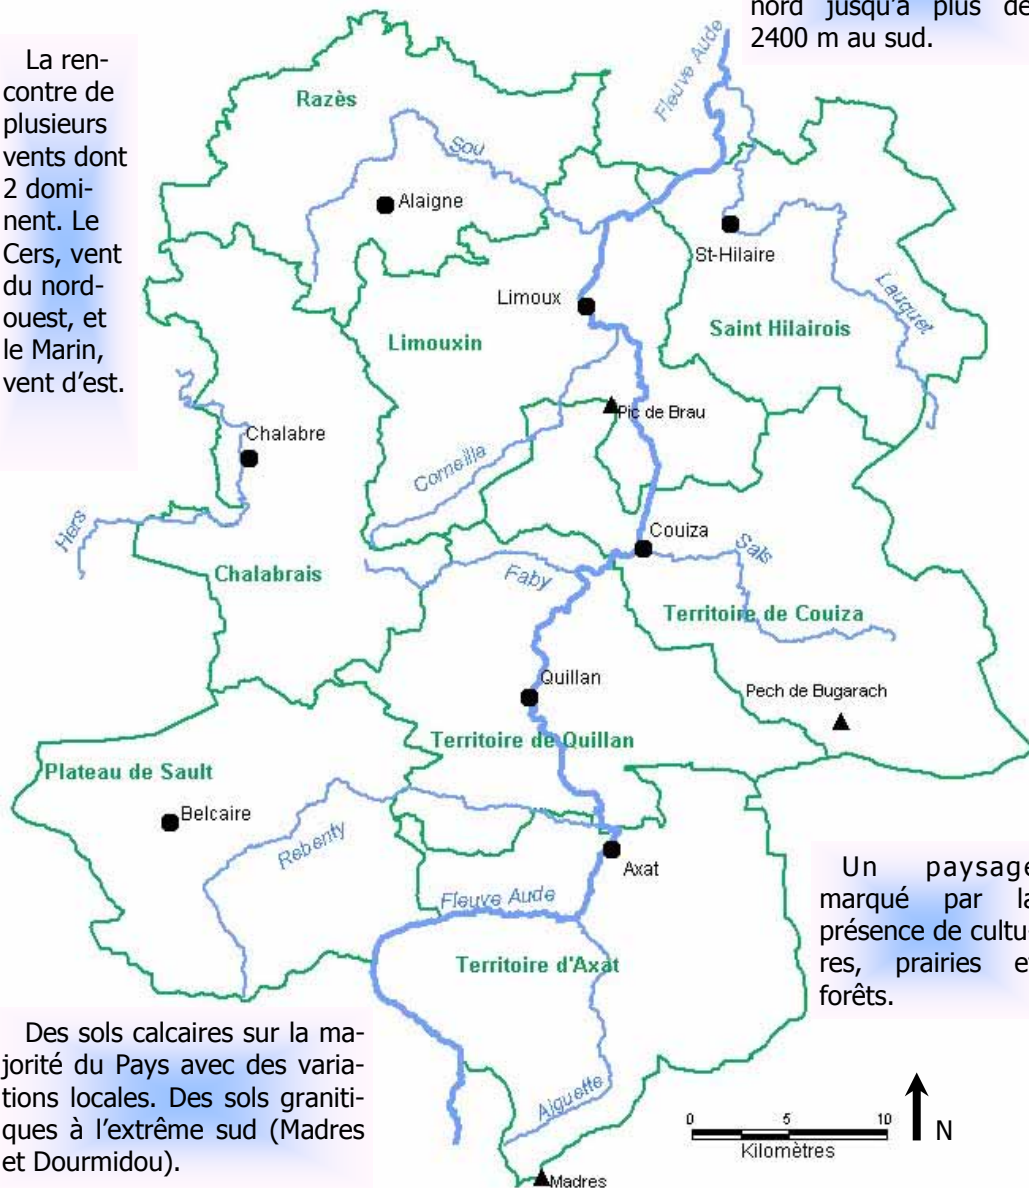 nord jusqu'à plus de
2400 m au sud.
La ren-
contre de
plusieurs
vents dont
2 domi-
nent. Le
Cers, vent
du nord-
ouest, et
le Marin,
vent d'est.
Fleuve Aude
Razès
Sou
Alaigne
St-Hilaire
Lauquet
Limoux
Limouxin
Saint Hilairois
Pic de Brau
Chalabre
Corneilla
Hers
Couiza
Sals
Chalabrais
Faby
Territoire de Couiza
Quillan
Pech de Bugarach
Territoire de Quillan
Plateau de Sault
Belcaire
Rebenty
Axat
Fleuve Aude
Territoire d'Axat
Un paysage
marqué par la
présence de cultu-
res, prairies et
forêts.
Des sols calcaires sur la ma-
jorité du Pays avec des varia-
tions locales. Des sols graniti-
ques à l'extrême sud (Madres
et Dourmidou).
Aiguette
0 5 10
Kilomètres
N
Madres